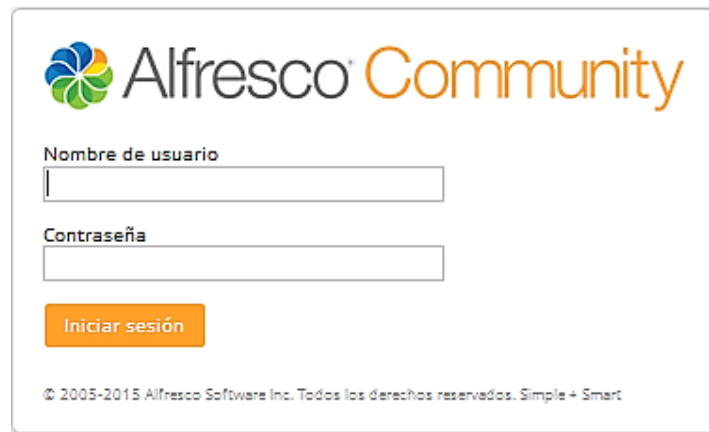 Alfresco Community
Nombre de usuario
Contraseña
Iniciar sesión
© 2005-2015 Alfresco Software Inc. Todos los derechos reservados. Simple + Smart